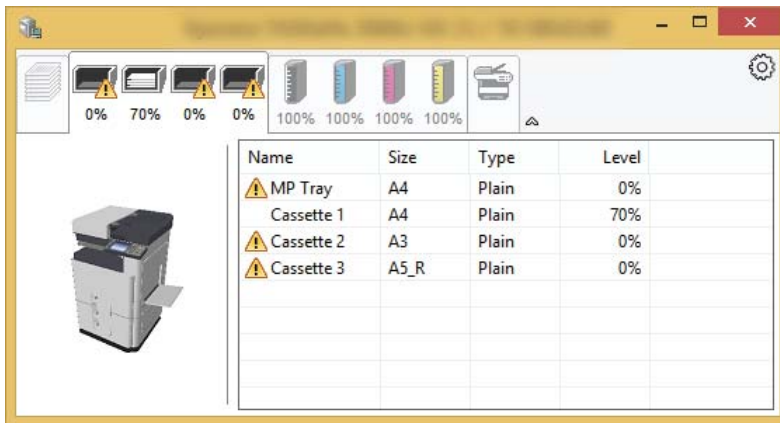 0% 70% 0% 0% 100% 100% 100% 100%
Name Size Type Level
MP Tray A4 Plain 0%
Cassette 1 A4 Plain 70%
Cassette 2 A3 Plain 0%
Cassette 3 A5_R Plain 0%